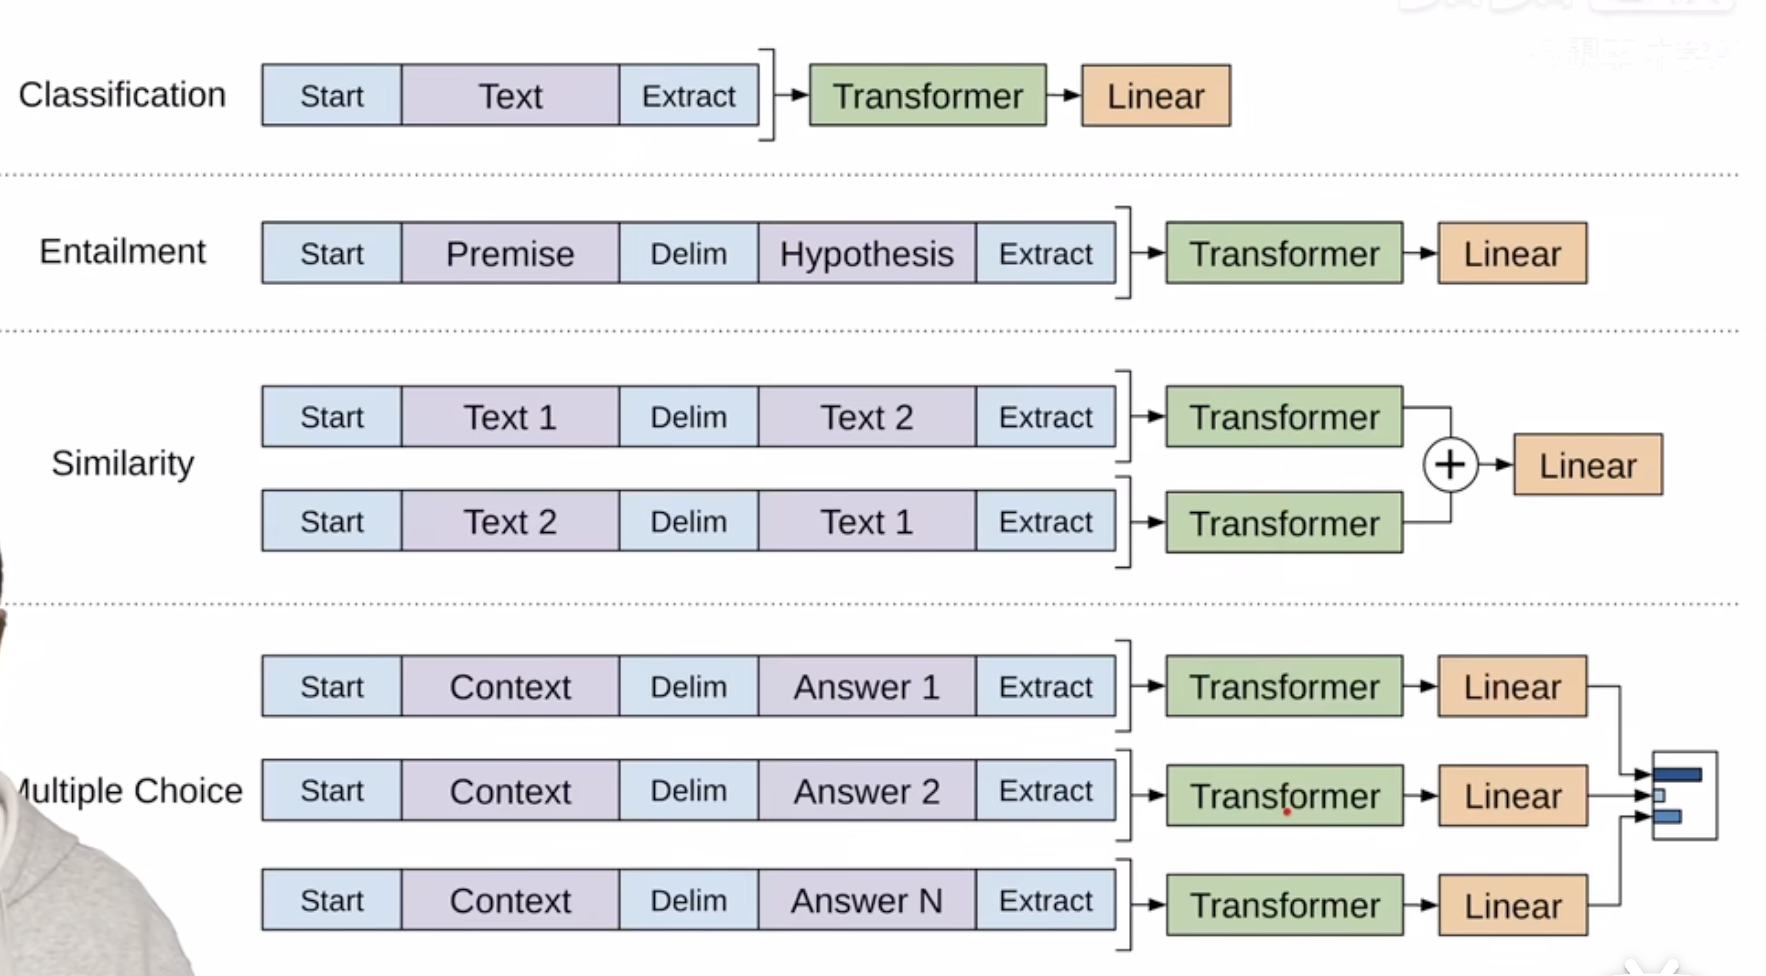 Classification Start Text Extract Transformer Linear
Entailment Start Premise Delim Hypothesis Extract Transformer Linear
Start Text 1 Delim Text 2 Extract Transformer
Similarity + Linear
Start Text 2 Delim Text 1 Extract Transformer
Start Context Delim Answer 1 Extract Transformer Linear
Multiple Choice Start Context Delim Answer 2 Extract Transformer Linear
Start Context Delim Answer N Extract Transformer Linear